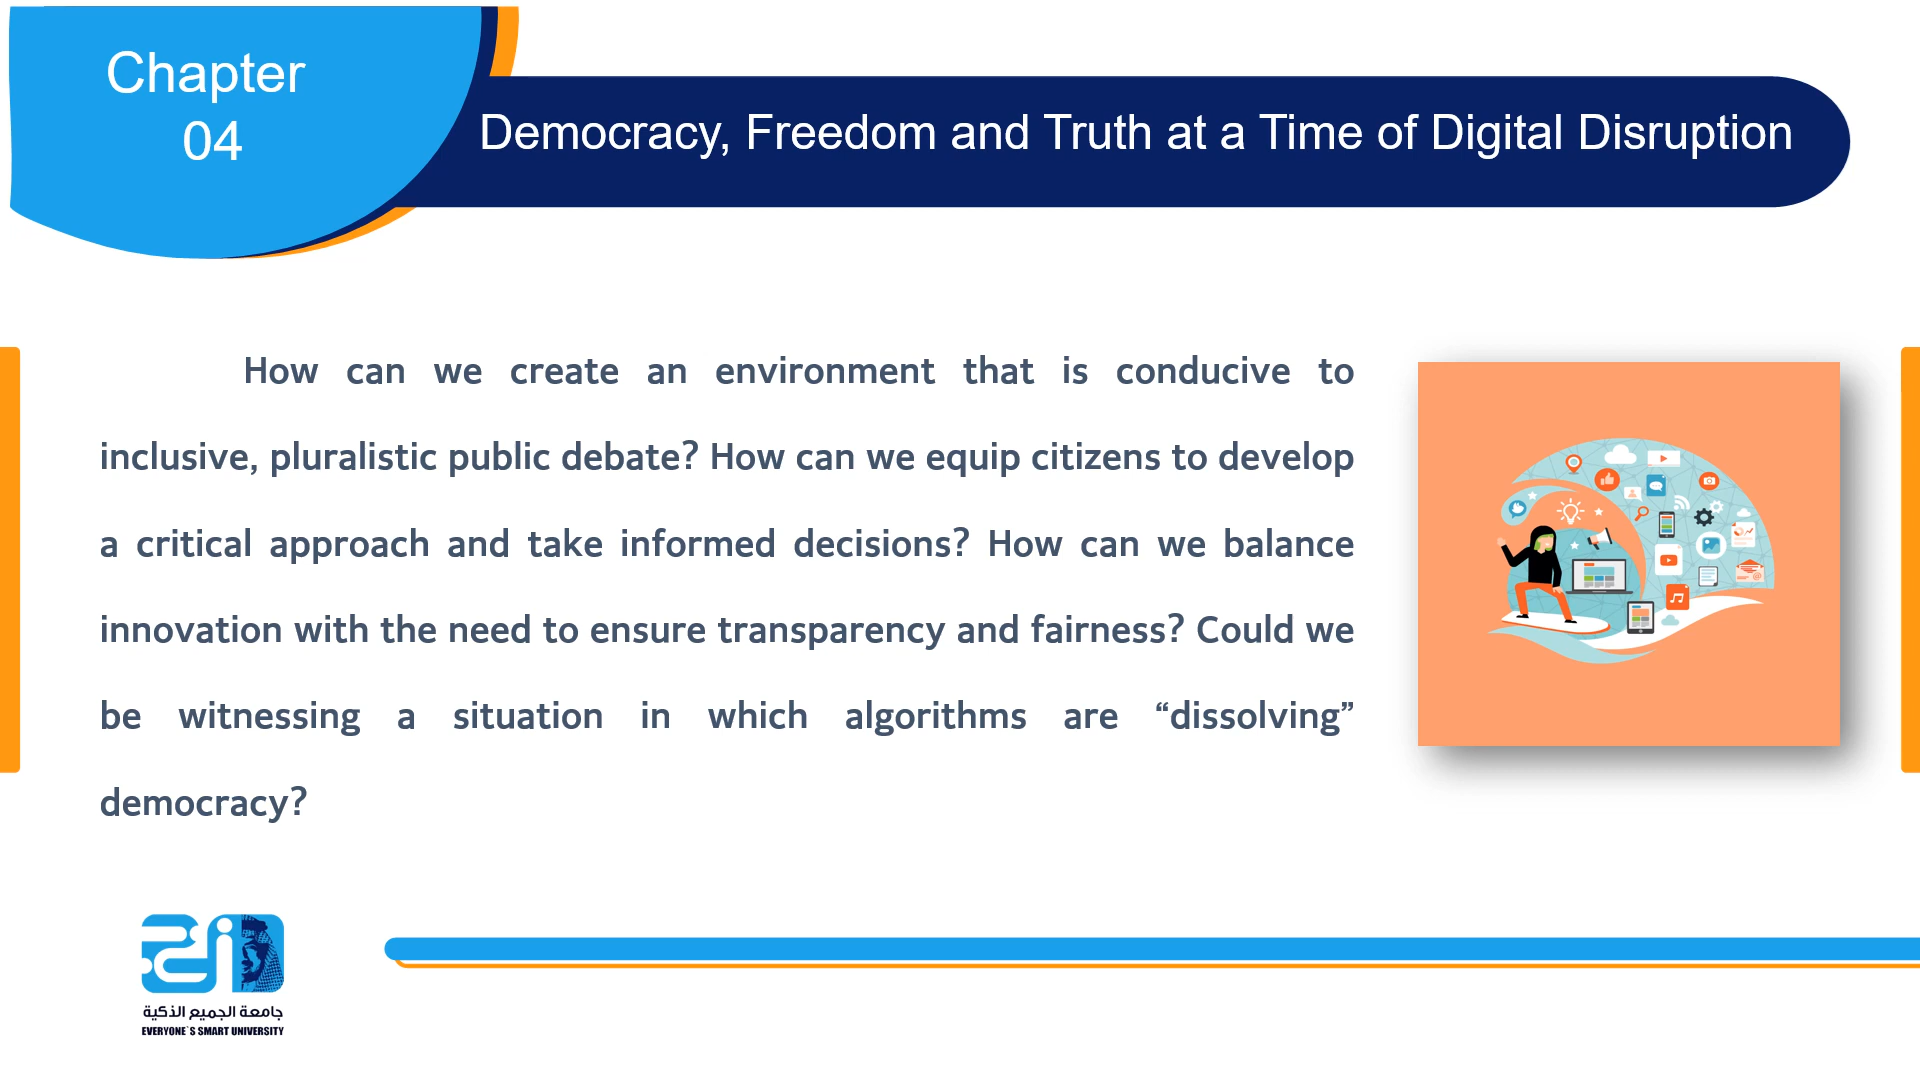 Chapter
04
Democracy, Freedom and Truth at a Time of Digital Disruption
How can we create an environment that is conducive to
inclusive, pluralistic public debate? How can we equip citizens to develop
a critical approach and take informed decisions? How can we balance
innovation with the need to ensure transparency and fairness? Could we
be witnessing a situation in which algorithms are “dissolving”
democracy?
جامعة الجميع الذكية
EVERYONE`S SMART UNIVERSITY